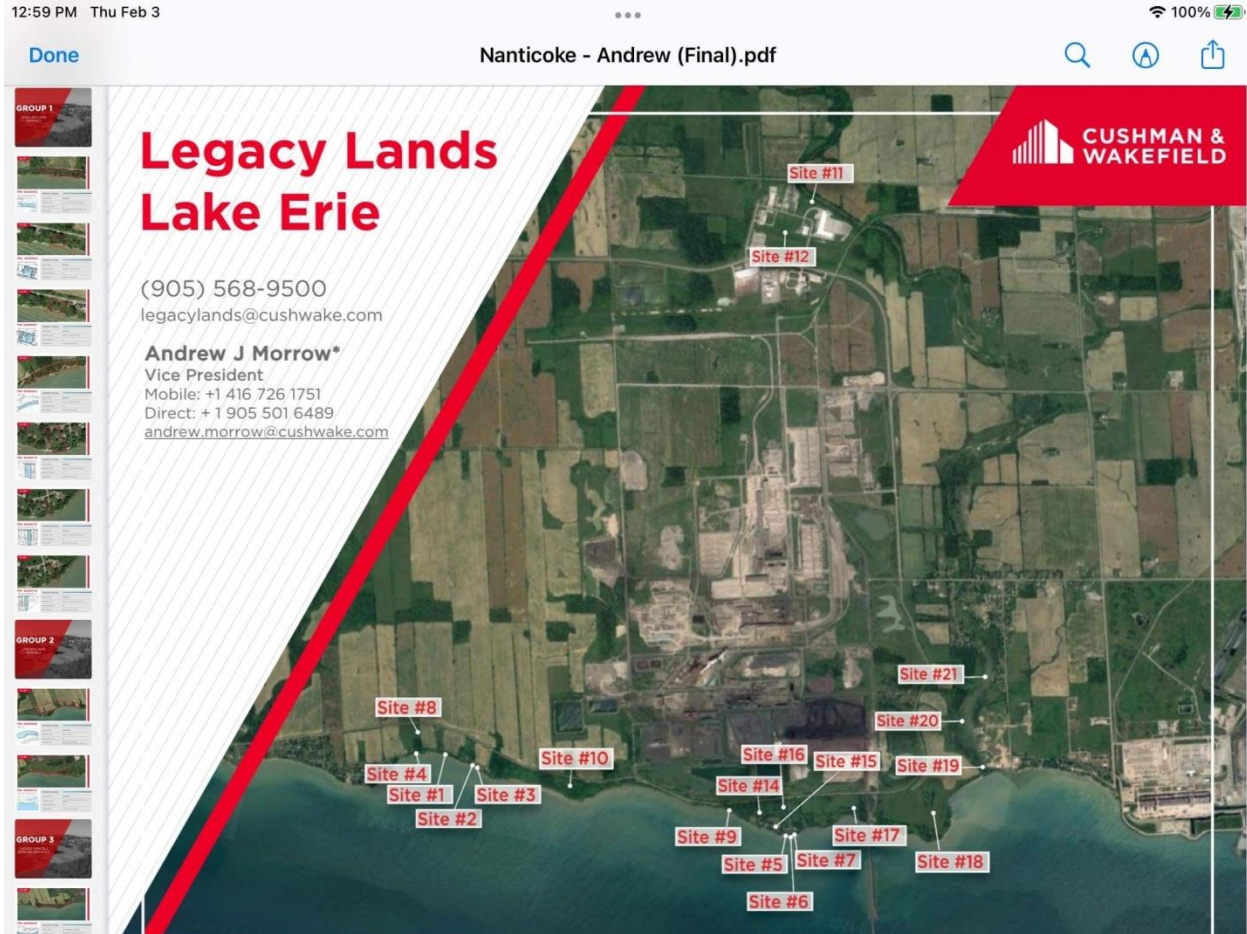 12:59 PM Thu Feb 3
100%
Done
Nanticoke - Andrew (Final).pdf
GROUP 1
GROUP 2
GROUP 3
Legacy Lands
Lake Erie
(905) 568-9500
legacylands@cushwake.com
Andrew J Morrow*
Vice President
Mobile: +1 416 726 1751
Direct: + 1 905 501 6489
andrew.morrow@cushwake.com
CUSHMAN &
WAKEFIELD
Site #11
Site #12
Site #21
Site #8
Site #20
Site #16
Site #10
Site #15
Site #19
Site #4
Site #14
Site #1
Site #3
Site #2
Site #9
Site #17
Site #5
Site #7
Site #18
Site #6